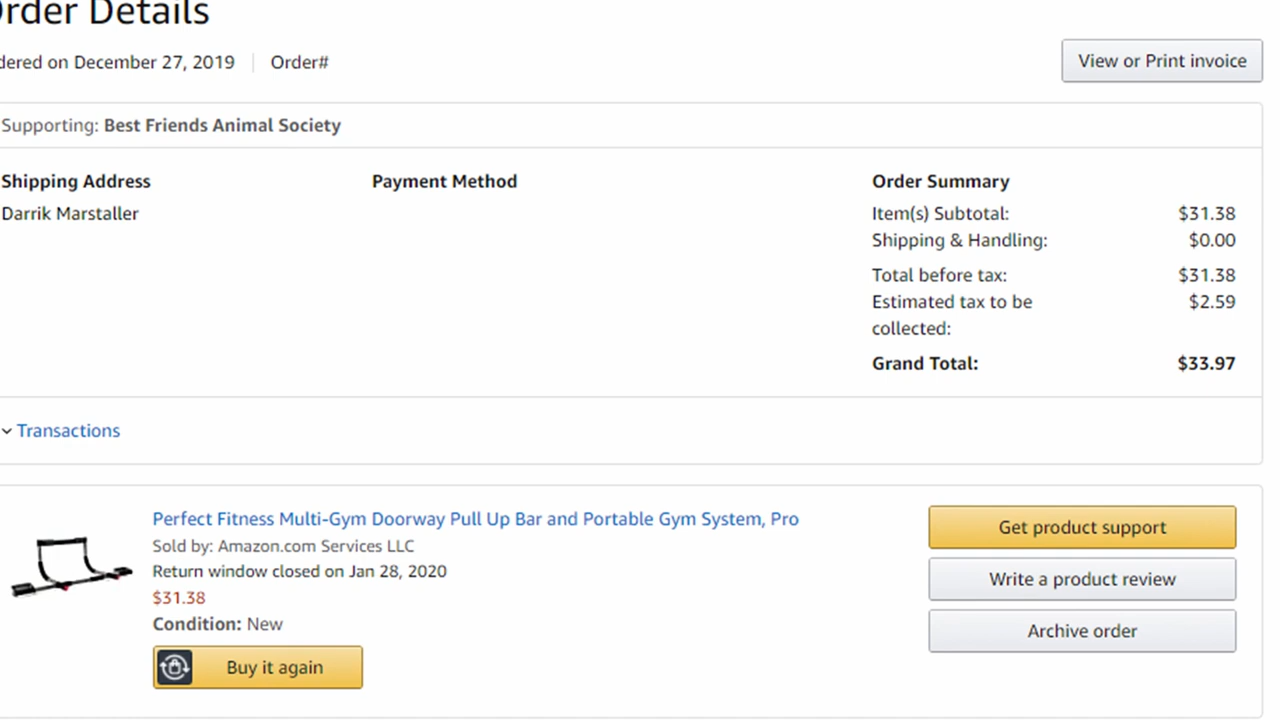 Order Details
dered on December 27, 2019 Order#
View or Print invoice
Supporting: Best Friends Animal Society
Shipping Address
Darrik Marstaller
Payment Method
Order Summary
Item(s) Subtotal: $31.38
Shipping & Handling: $0.00
Total before tax: $31.38
Estimated tax to be collected: $2.59
Grand Total: $33.97
Transactions
Perfect Fitness Multi-Gym Doorway Pull Up Bar and Portable Gym System, Pro
Sold by: Amazon.com Services LLC
Return window closed on Jan 28, 2020
$31.38
Condition: New
Buy it again
Get product support
Write a product review
Archive order